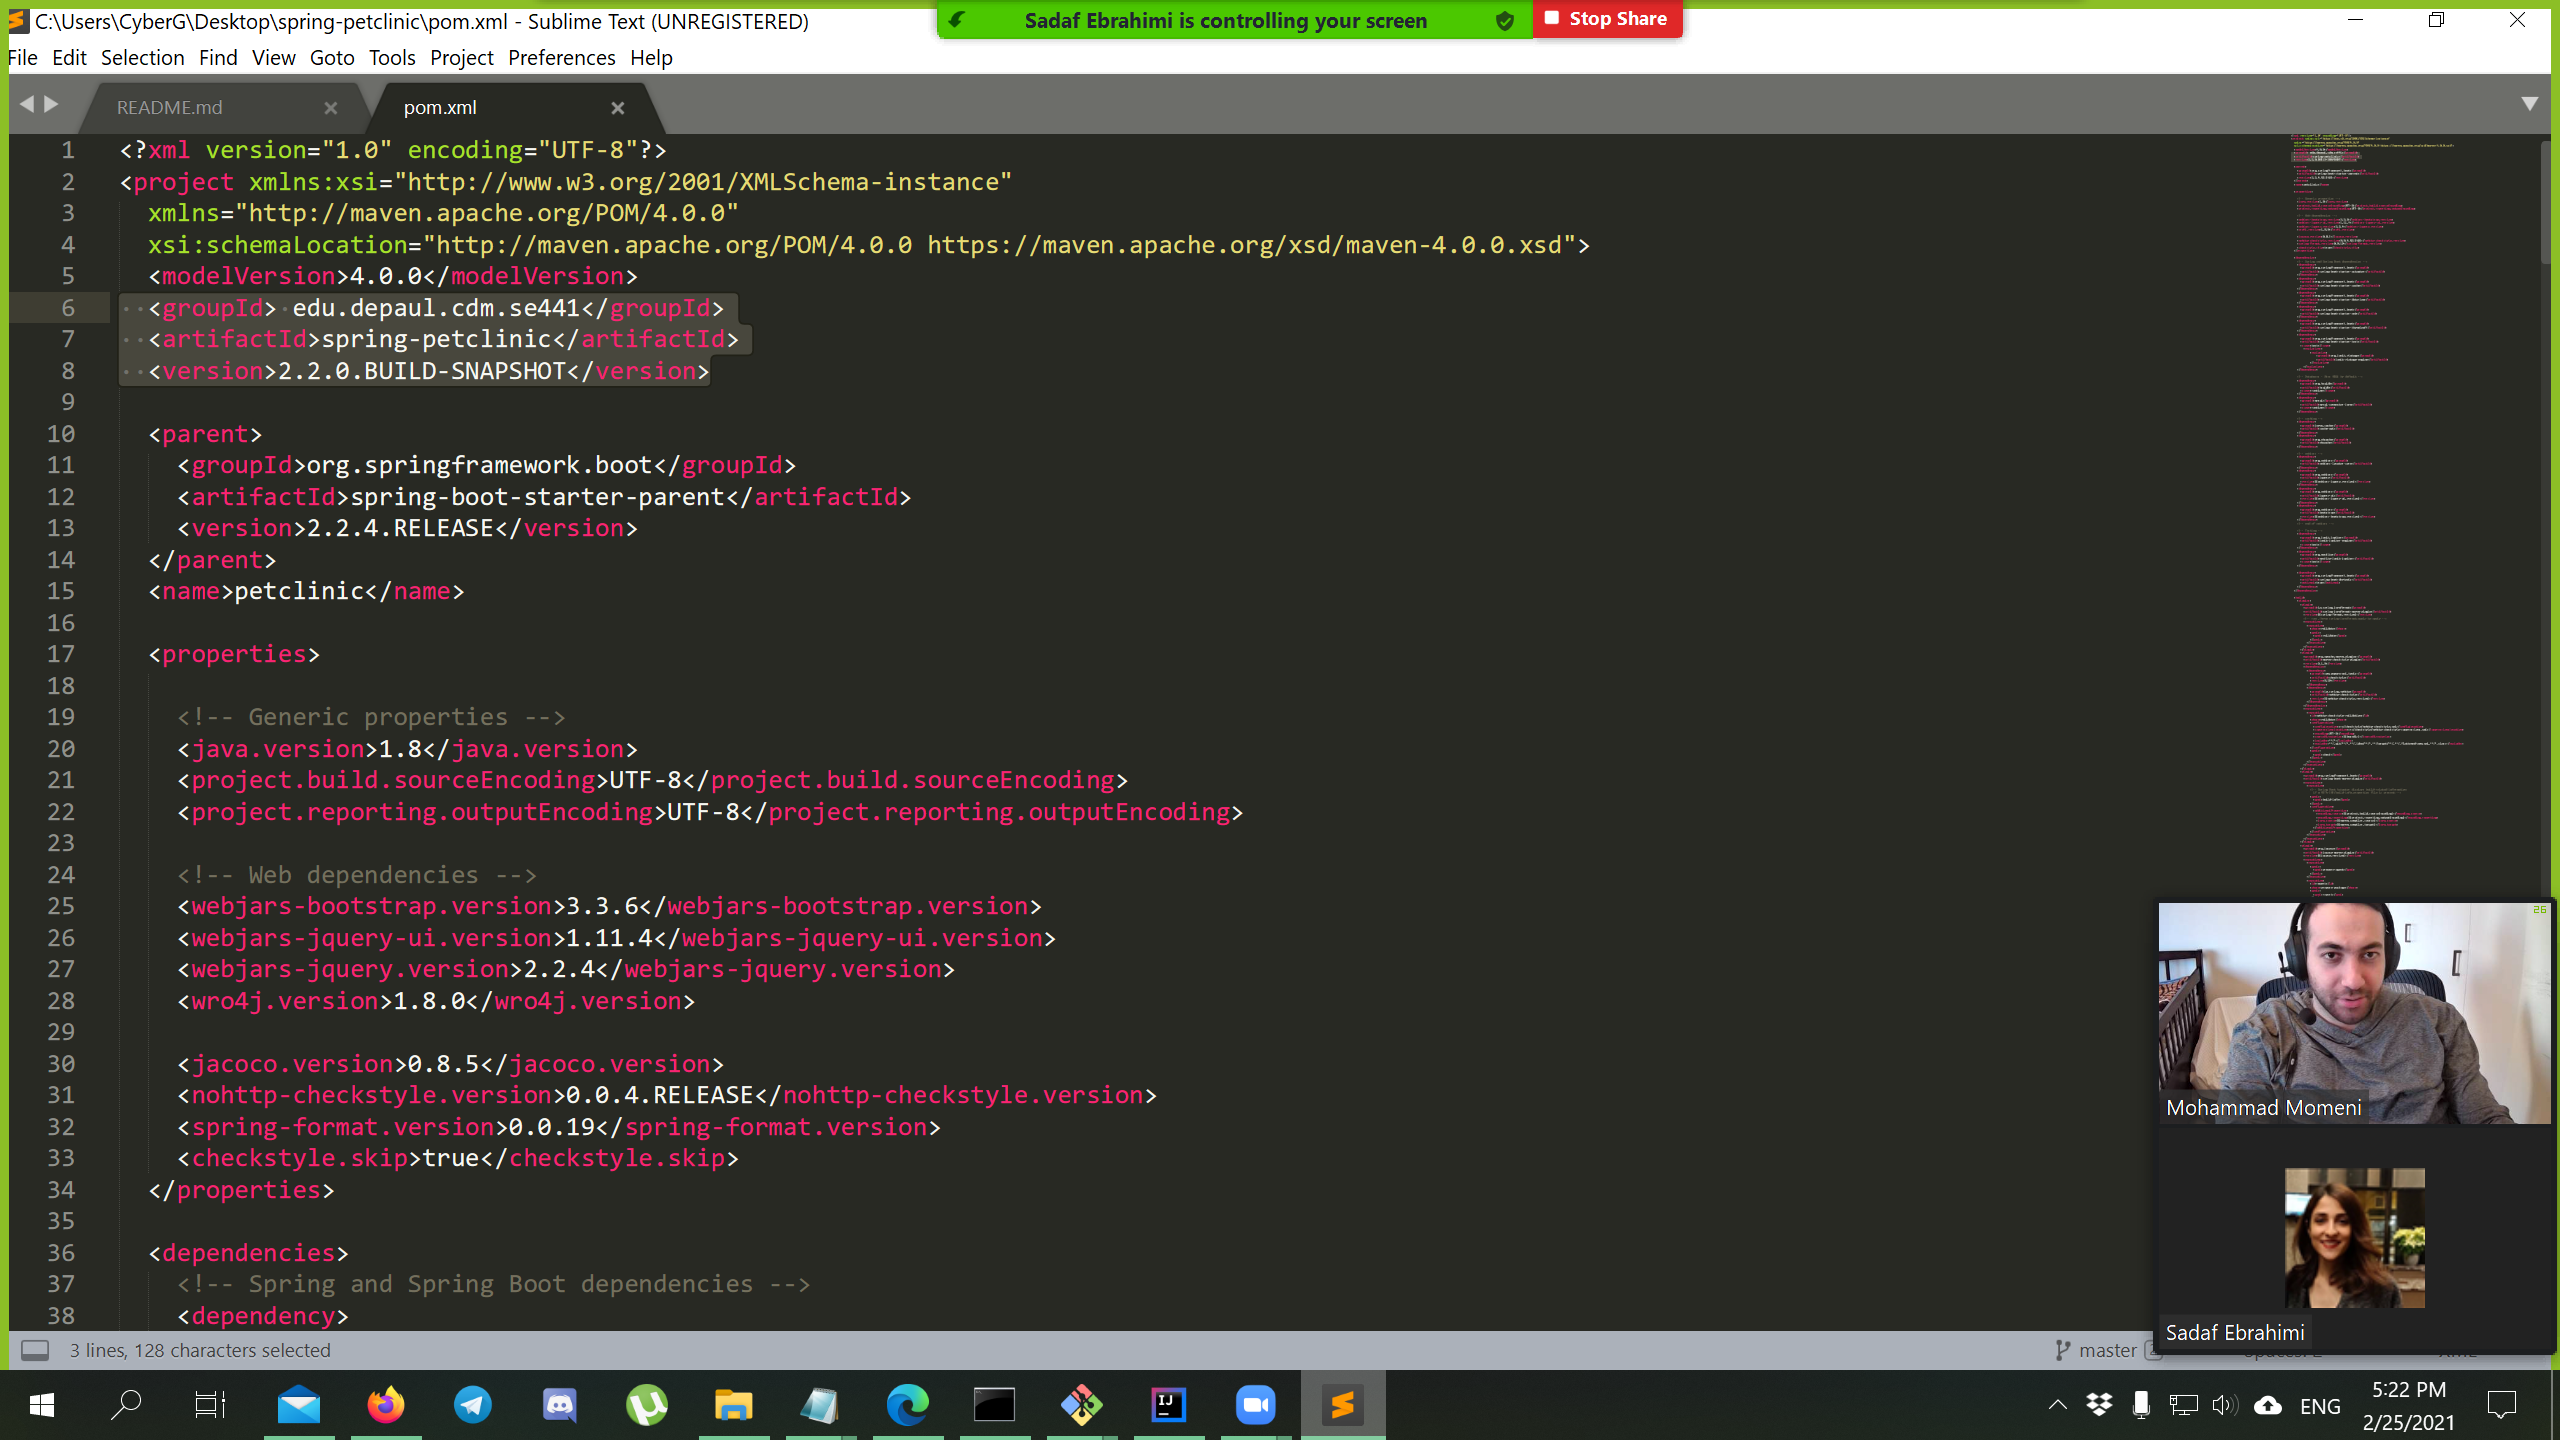 C:\Users\CyberG\Desktop\spring-petclinic\pom.xml - Sublime Text (UNREGISTERED)
Sadaf Ebrahimi is controlling your screen
Stop Share
File Edit Selection Find View Goto Tools Project Preferences Help
README.md
pom.xml
1 <?xml version="1.0" encoding="UTF-8"?>
2 <project xmlns:xsi="http://www.w3.org/2001/XMLSchema-instance"
3 xmlns="http://maven.apache.org/POM/4.0.0"
4 xsi:schemaLocation="http://maven.apache.org/POM/4.0.0 https://maven.apache.org/xsd/maven-4.0.0.xsd">
5 <modelVersion>4.0.0</modelVersion>
6 <groupId> edu.depaul.cdm.se441</groupId>
7 <artifactId>spring-petclinic</artifactId>
8 <version>2.2.0.BUILD-SNAPSHOT</version>
9
10 <parent>
11 <groupId>org.springframework.boot</groupId>
12 <artifactId>spring-boot-starter-parent</artifactId>
13 <version>2.2.4.RELEASE</version>
14 </parent>
15 <name>petclinic</name>
16
17 <properties>
18
19 <!-- Generic properties -->
20 <java.version>1.8</java.version>
21 <project.build.sourceEncoding>UTF-8</project.build.sourceEncoding>
22 <project.reporting.outputEncoding>UTF-8</project.reporting.outputEncoding>
23
24 <!-- Web dependencies -->
25 <webjars-bootstrap.version>3.3.6</webjars-bootstrap.version>
26 <webjars-jquery-ui.version>1.11.4</webjars-jquery-ui.version>
27 <webjars-jquery.version>2.2.4</webjars-jquery.version>
28 <wro4j.version>1.8.0</wro4j.version>
29
30 <jacoco.version>0.8.5</jacoco.version>
31 <nohttp-checkstyle.version>0.0.4.RELEASE</nohttp-checkstyle.version>
32 <spring-format.version>0.0.19</spring-format.version>
33 <checkstyle.skip>true</checkstyle.skip>
34 </properties>
35
36 <dependencies>
37 <!-- Spring and Spring Boot dependencies -->
38 <dependency>
26
Mohammad Momeni
Sadaf Ebrahimi
3 lines, 128 characters selected
master
ENG
5:22 PM
2/25/2021